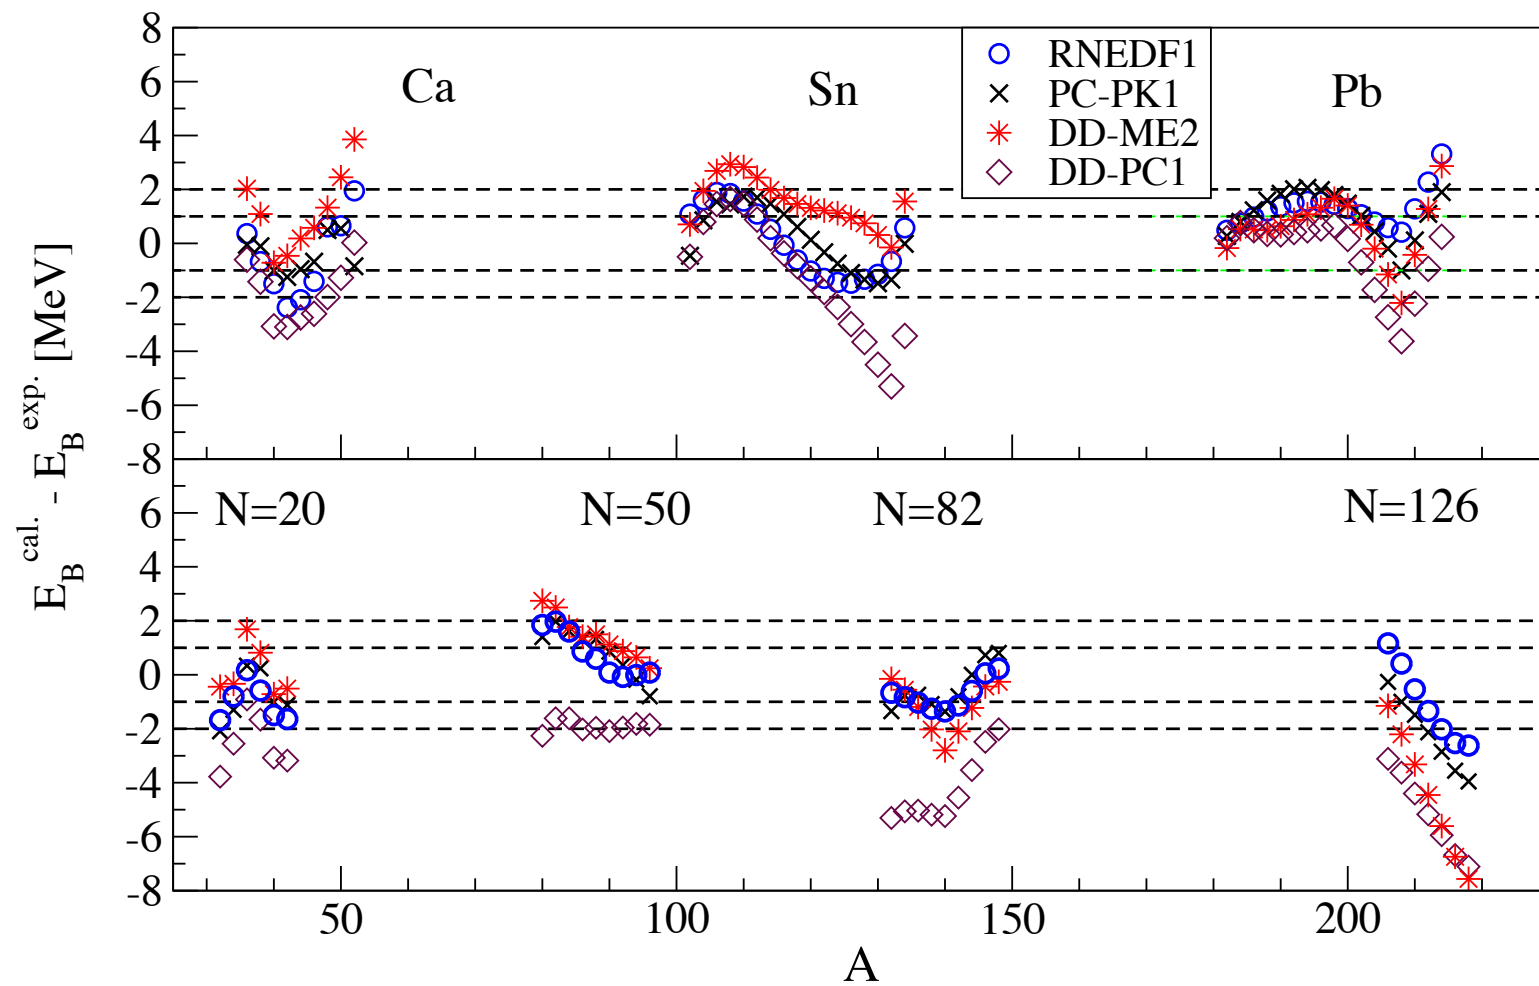 8
6
4
2
0
-2
-4
-6
-8
Ca
Sn
Pb
RNEDF1
PC-PK1
DD-ME2
DD-PC1
E_B^cal. - E_B^exp. [MeV]
6
4
2
0
-2
-4
-6
-8
N=20
N=50
N=82
N=126
50
100
150
200
A